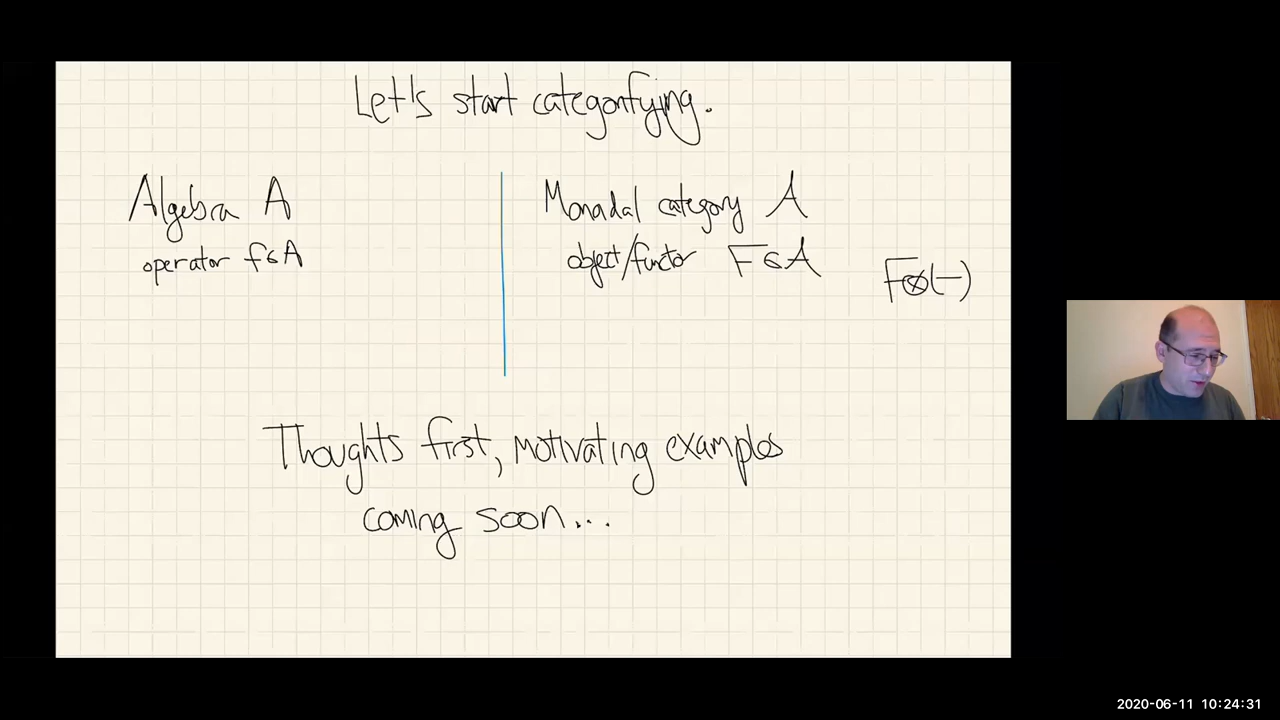 Let's start categorifying.
Algebra A
operator f ∈ A
Monoidal category A
object/functor F ∈ A
F⊗(−)
Thoughts first, motivating examples
coming soon...
2020-06-11 10:24:31